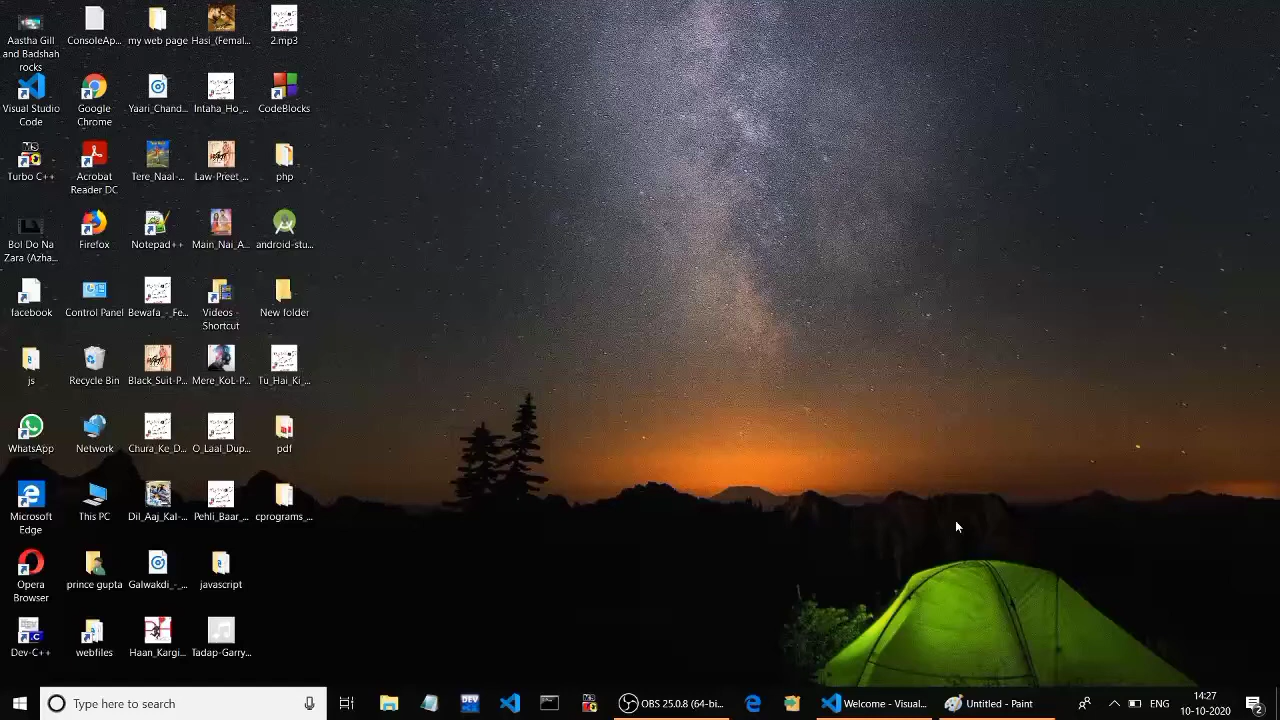 Aastha Gill
and Badshah
rocks
ConsoleAp...
my web page
Hasi_(Femal...
2.mp3
Visual Studio
Code
Google
Chrome
Yaari_Chand...
Intaha_Ho_...
CodeBlocks
Turbo C++
Acrobat
Reader DC
Tere_Naal-...
Law-Preet_...
php
Bol Do Na
Zara (Azha...
Firefox
Notepad++
Main_Nai_A...
android-stu...
facebook
Control Panel
Bewafa_-_Fe...
Videos -
Shortcut
New folder
js
Recycle Bin
Black_Suit-P...
Mere_KoL-P...
Tu_Hai_Ki_...
WhatsApp
Network
Chura_Ke_D...
O_Laal_Dup...
pdf
Microsoft
Edge
This PC
Dil_Aaj_Kal-...
Pehli_Baar_...
cprograms_...
Opera
Browser
prince gupta
Galwakdi_-_...
javascript
Dev-C++
webfiles
Haan_Kargi...
Tadap-Garry...
Type here to search
DEV
OBS 25.0.8 (64-bi...
Welcome - Visual...
Untitled - Paint
ENG
14:27
10-10-2020
2